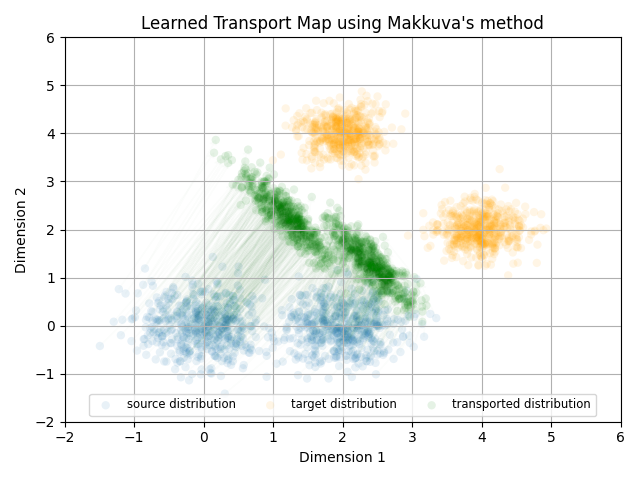 Learned Transport Map using Makkuva's method
6
5
4
3
2
1
0
−1
−2
Dimension 2
source distribution target distribution transported distribution
−2 −1 0 1 2 3 4 5 6
Dimension 1